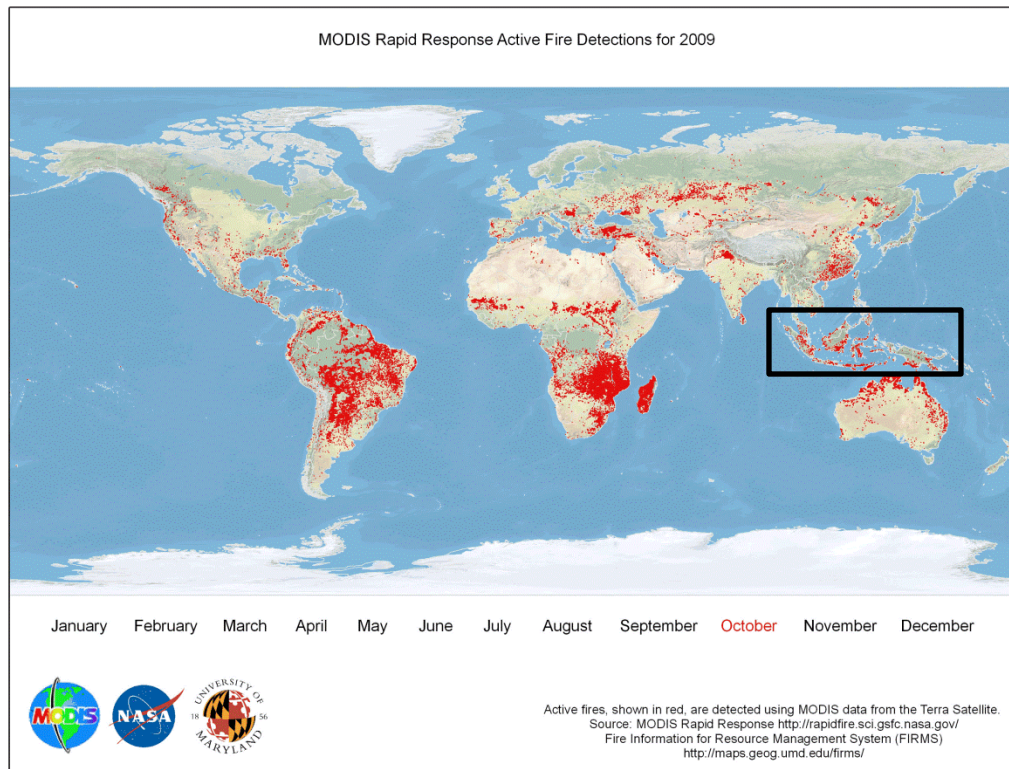 MODIS Rapid Response Active Fire Detections for 2009
January February March April May June July August September October November December
MODIS
NASA
UNIVERSITY OF
18 56
MARYLAND
Active fires, shown in red, are detected using MODIS data from the Terra Satellite.
Source: MODIS Rapid Response http://rapidfire.sci.gsfc.nasa.gov/
Fire Information for Resource Management System (FIRMS)
http://maps.geog.umd.edu/firms/